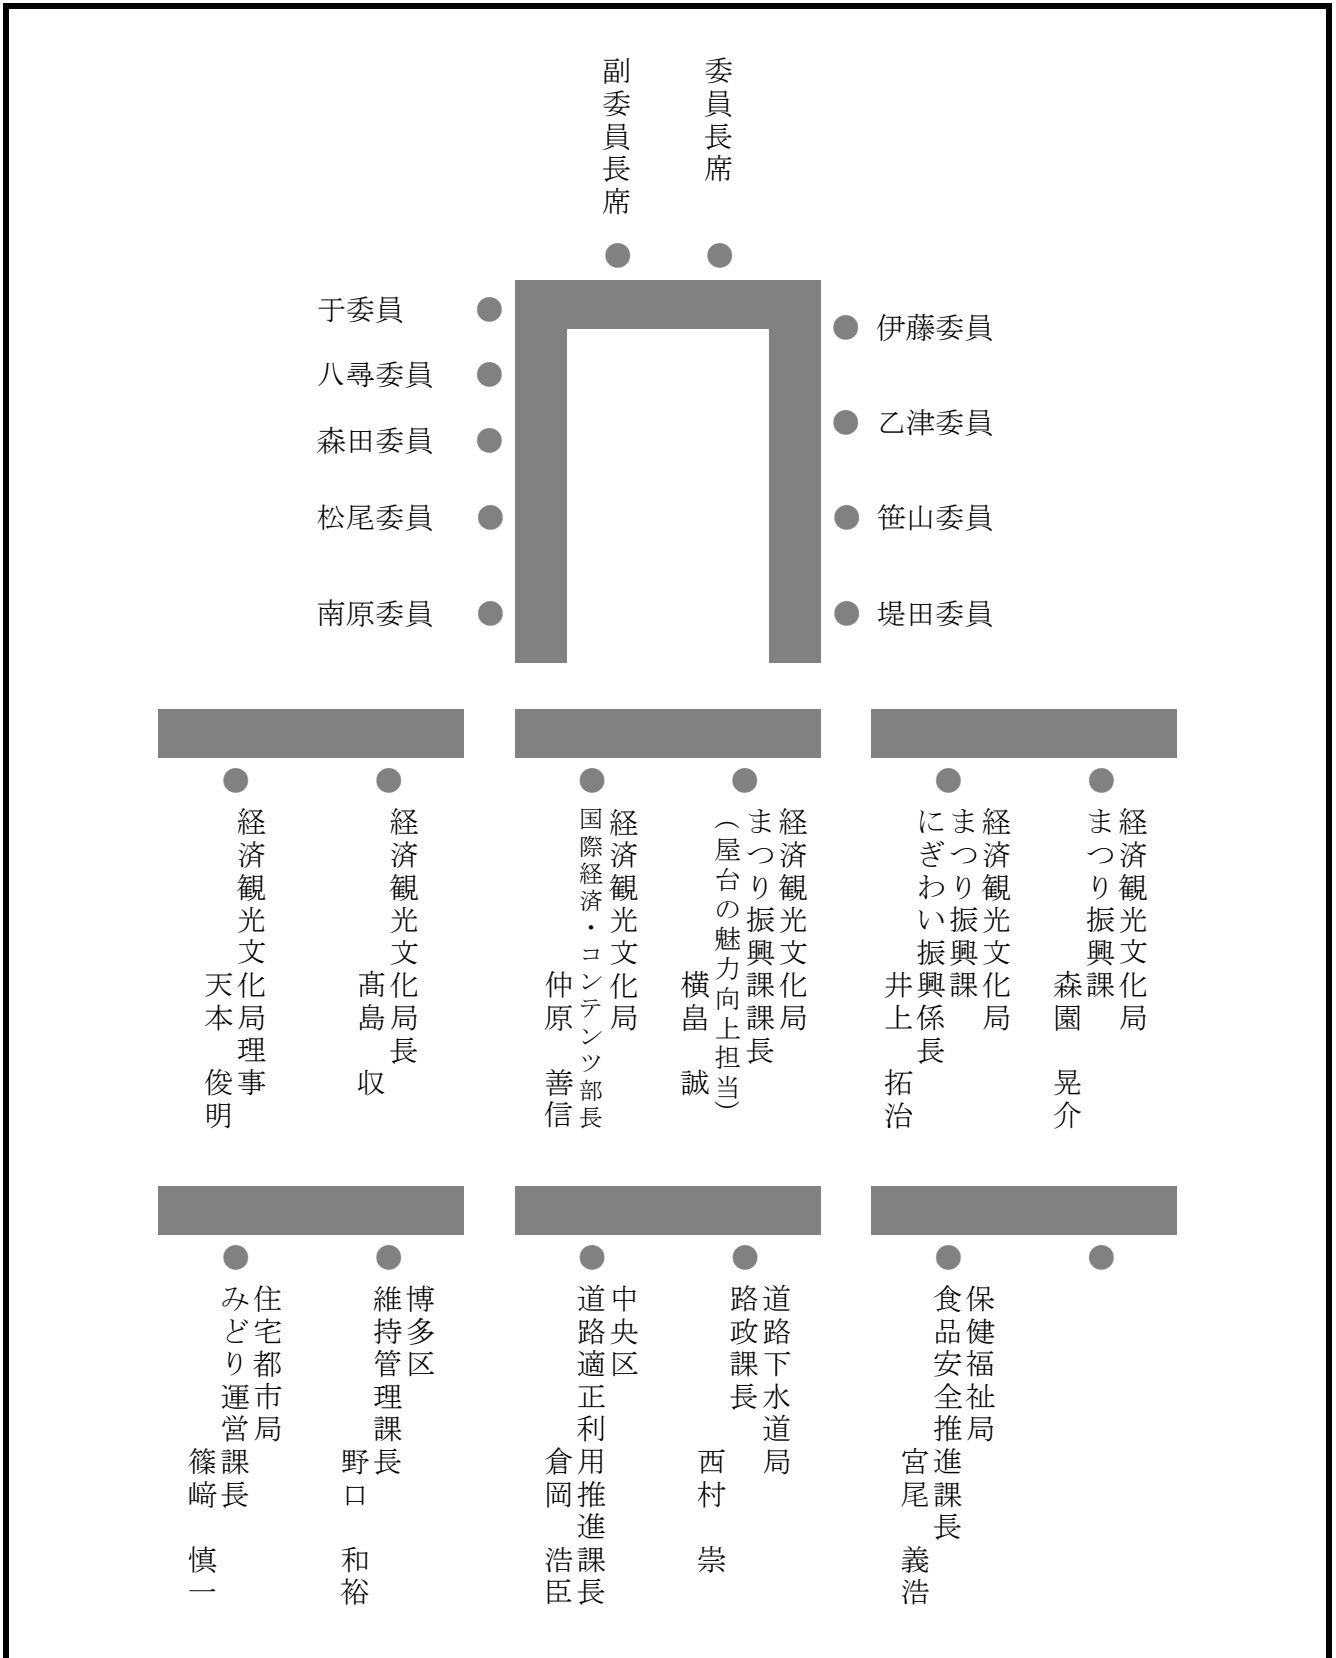 委員長席
副委員長席
于委員
八尋委員
森田委員
松尾委員
南原委員
伊藤委員
乙津委員
笹山委員
堤田委員
経済観光文化局
まつり振興課
森園　晃介
経済観光文化局
まつり振興課
にぎわい振興係長
井上　拓治
経済観光文化局
まつり振興課課長
（屋台の魅力向上担当）
横畠　誠
経済観光文化局
国際経済・コンテンツ部長
仲原　善信
経済観光文化局長
髙島　収
経済観光文化局理事
天本　俊明
保健福祉局
食品安全推進課長
宮尾　義浩
道路下水道局
路政課長
西村　崇
中央区
道路適正利用推進課長
倉岡　浩臣
博多区
維持管理課長
野口　和裕
住宅都市局
みどり運営課長
篠﨑　慎一